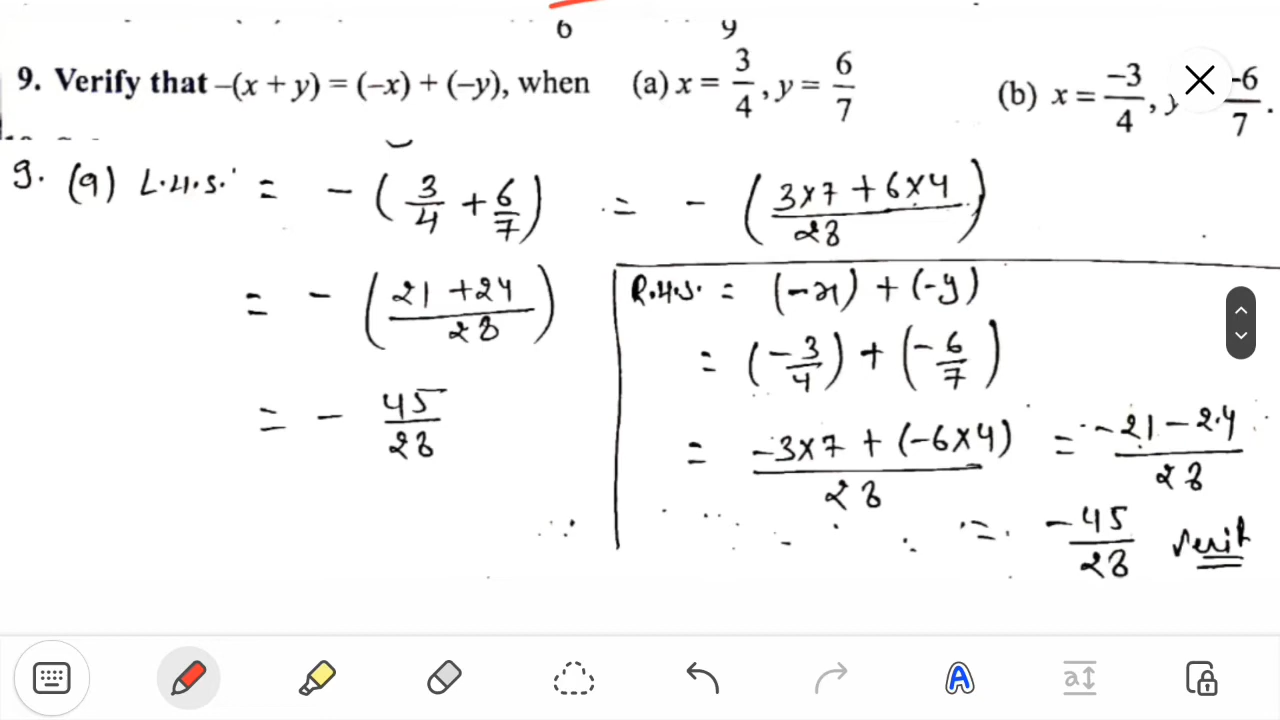 6 y
9. Verify that –(x + y) = (–x) + (–y), when (a) x = 3/4, y = 6/7 (b) x = –3/4, y –6/7.
9. (9) L.H.S. = - (3/4 + 6/7) = - (3×7 + 6×4 / 28)
= - (21 + 24 / 28)
= - 45/28
R.H.S. = (-x) + (-y)
= (-3/4) + (-6/7)
= -3×7 + (-6×4) / 28 = -21 - 24 / 28
= -45/28